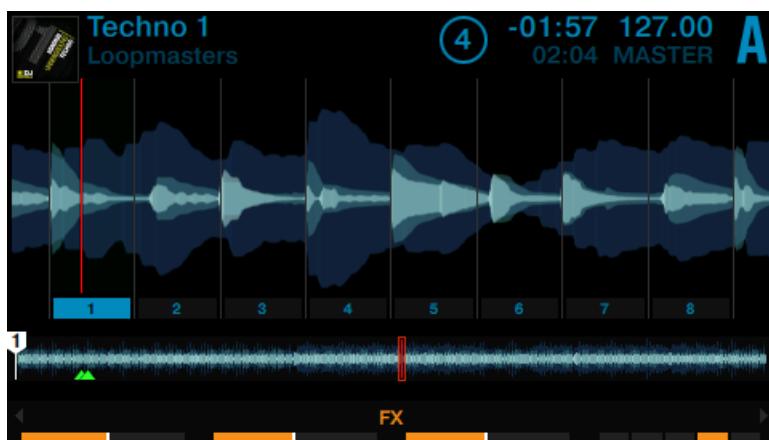 Techno 1
Loopmasters
4
-01:57 127.00
02:04 MASTER
A
1 2 3 4 5 6 7 8
1
FX